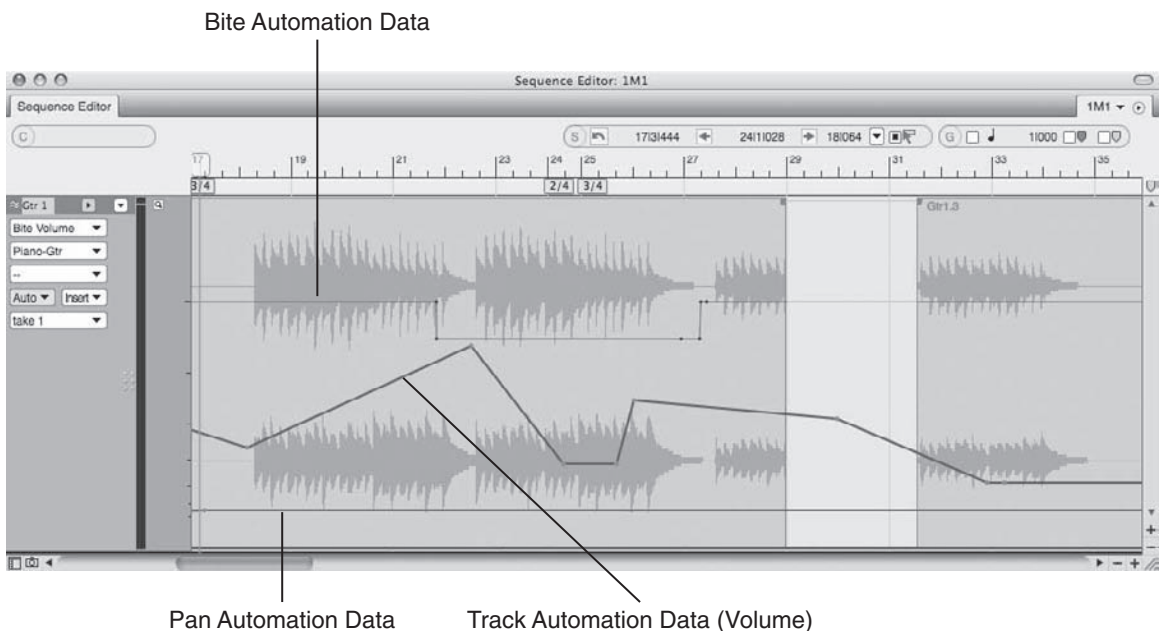 Bite Automation Data
Sequence Editor: 1M1
Sequence Editor
1M1
C
S 17|3|444 24|1|028 18|064 G 1|000
17 19 21 23 24 25 27 29 31 33 35
3/4 2/4 3/4
Gtr 1
Gtr1.3
Bite Volume
Piano-Gtr
--
Auto Insert
take 1
Pan Automation Data
Track Automation Data (Volume)